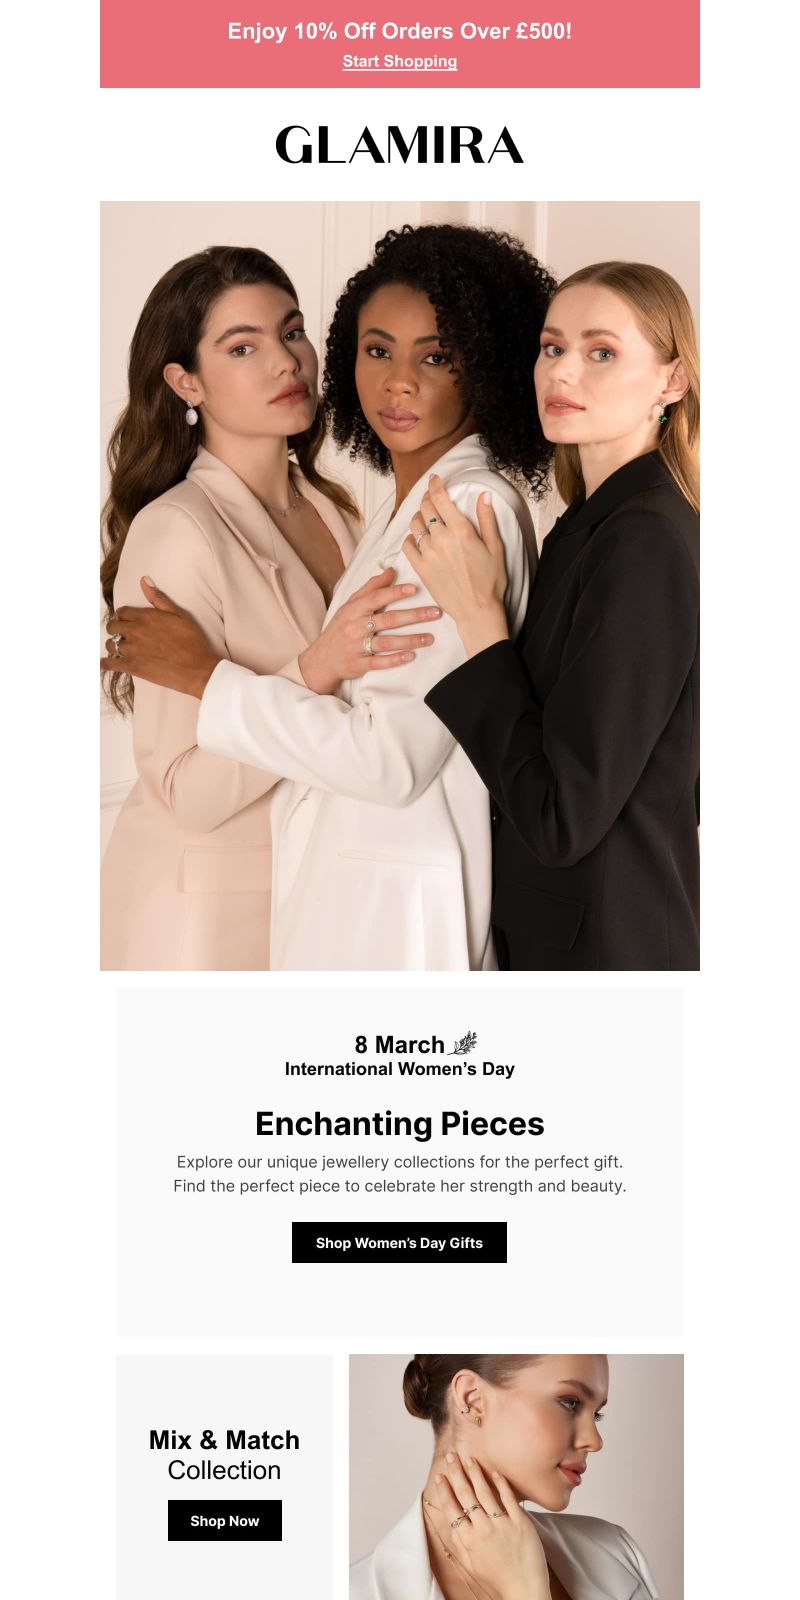 Enjoy 10% Off Orders Over £500!
Start Shopping
GLAMIRA
8 March
International Women’s Day
Enchanting Pieces
Explore our unique jewellery collections for the perfect gift.
Find the perfect piece to celebrate her strength and beauty.
Shop Women’s Day Gifts
Mix & Match
Collection
Shop Now